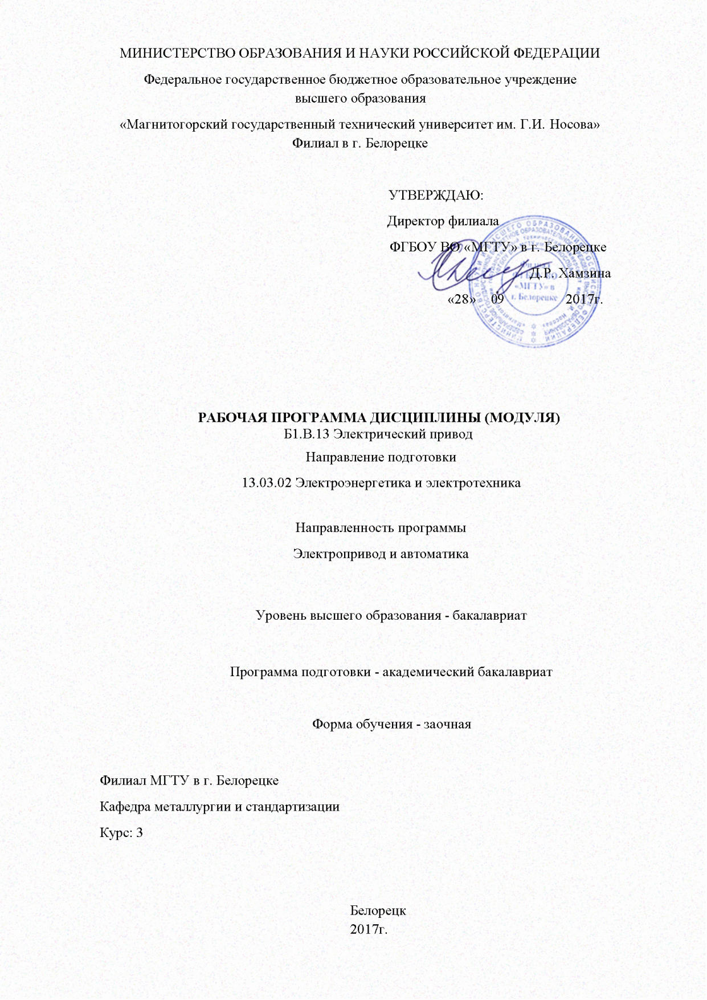 МИНИСТЕРСТВО ОБРАЗОВАНИЯ И НАУКИ РОССИЙСКОЙ ФЕДЕРАЦИИ
Федеральное государственное бюджетное образовательное учреждение
высшего образования
«Магнитогорский государственный технический университет им. Г.И. Носова»
Филиал в г. Белорецке
УТВЕРЖДАЮ:
Директор филиала
ФГБОУ ВО «МГТУ» в г. Белорецке
Д.Р. Хамзина
«28» 09 2017г.
«МГТУ» в
г. Белорецке
РАБОЧАЯ ПРОГРАММА ДИСЦИПЛИНЫ (МОДУЛЯ)
Б1.В.13 Электрический привод
Направление подготовки
13.03.02 Электроэнергетика и электротехника
Направленность программы
Электропривод и автоматика
Уровень высшего образования - бакалавриат
Программа подготовки - академический бакалавриат
Форма обучения - заочная
Филиал МГТУ в г. Белорецке
Кафедра металлургии и стандартизации
Курс: 3
Белорецк
2017г.